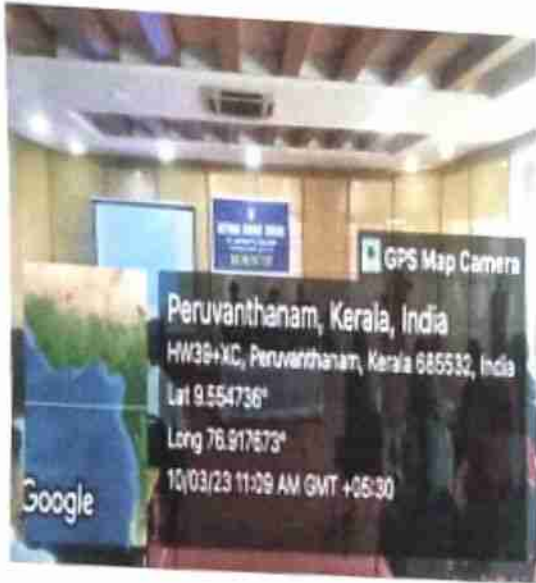 GPS Map Camera
Peruvanthanam, Kerala, India
HW39+XC, Peruvanthanam, Kerala 685532, India
Lat 9.554736°
Long 76.917673°
10/03/23 11:09 AM GMT +05:30
Google